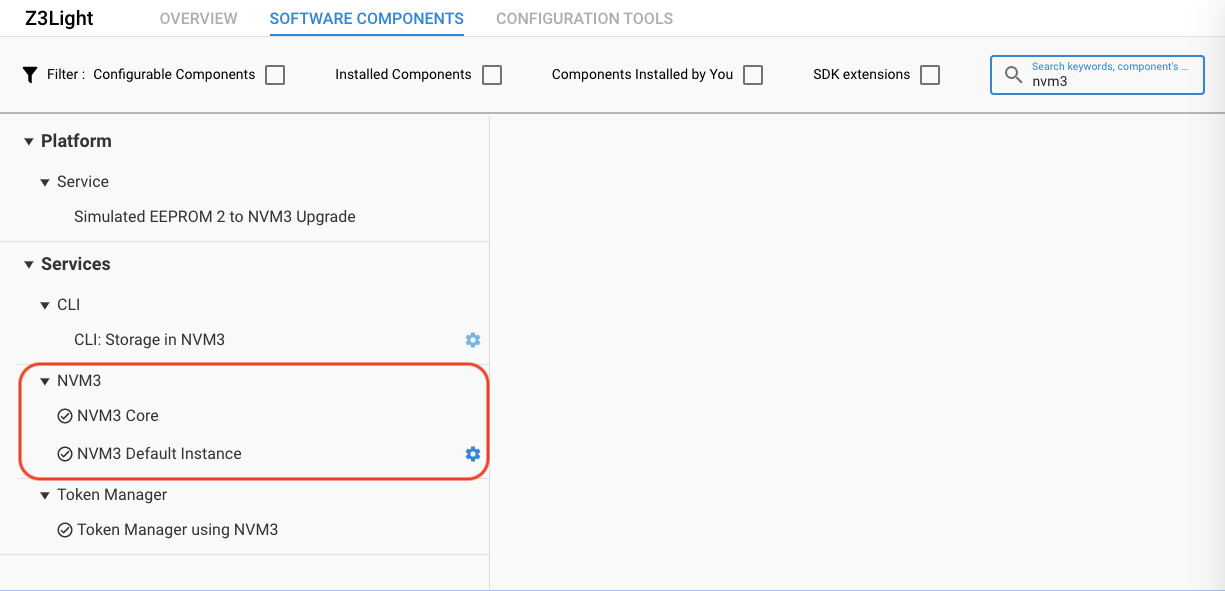 Z3Light OVERVIEW SOFTWARE COMPONENTS CONFIGURATION TOOLS
Filter : Configurable Components Installed Components Components Installed by You SDK extensions
Search keywords, component's ...
nvm3
Platform
Service
Simulated EEPROM 2 to NVM3 Upgrade
Services
CLI
CLI: Storage in NVM3
NVM3
NVM3 Core
NVM3 Default Instance
Token Manager
Token Manager using NVM3